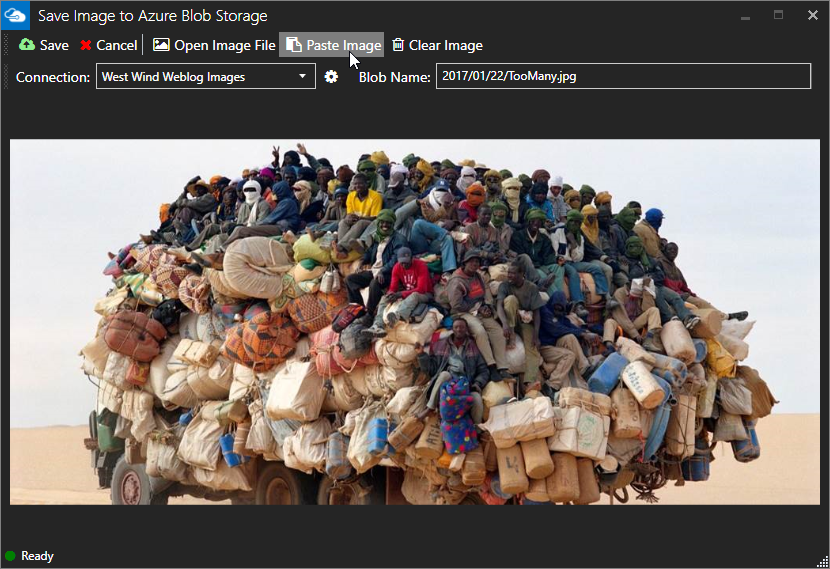 Save Image to Azure Blob Storage
Save Cancel Open Image File Paste Image Clear Image
Connection: West Wind Weblog Images Blob Name: 2017/01/22/TooMany.jpg
Ready